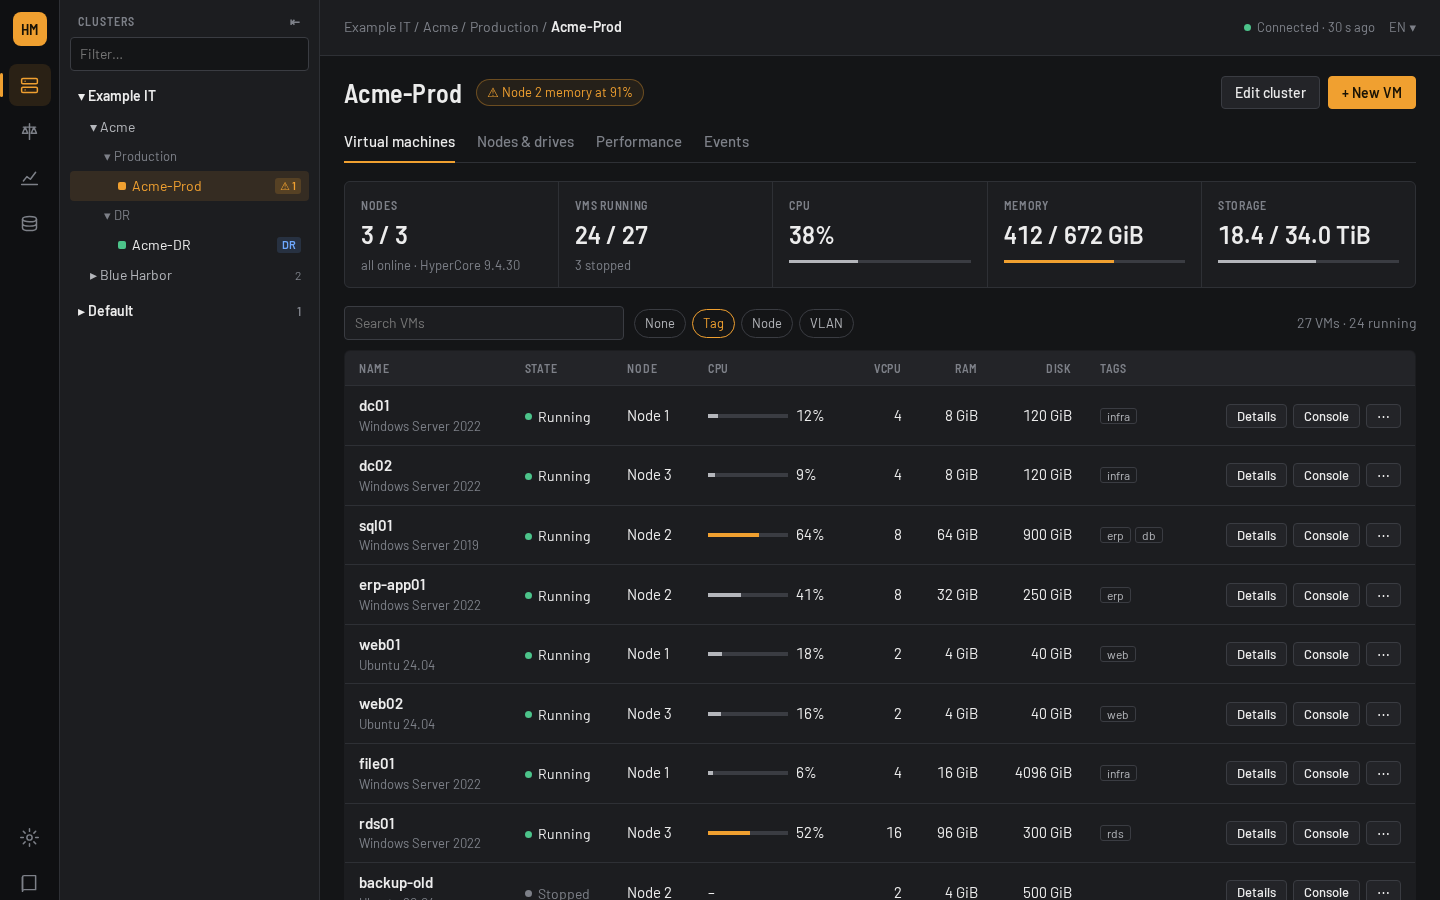 HM
CLUSTERS
Filter...
Example IT
Acme
Production
Acme-Prod ⚠ 1
DR
Acme-DR DR
Blue Harbor 2
Default 1
Example IT / Acme / Production / Acme-Prod
Connected · 30 s ago EN ▾
Acme-Prod ⚠ Node 2 memory at 91%
Edit cluster + New VM
Virtual machines Nodes & drives Performance Events
NODES VMS RUNNING CPU MEMORY STORAGE
3 / 3 24 / 27 38% 412 / 672 GiB 18.4 / 34.0 TiB
all online · HyperCore 9.4.30 3 stopped
Search VMs None Tag Node VLAN 27 VMs · 24 running
NAME STATE NODE CPU VCPU RAM DISK TAGS
dc01
Windows Server 2022
Running Node 1 12% 4 8 GiB 120 GiB infra Details Console ...
dc02
Windows Server 2022
Running Node 3 9% 4 8 GiB 120 GiB infra Details Console ...
sql01
Windows Server 2019
Running Node 2 64% 8 64 GiB 900 GiB erp db Details Console ...
erp-app01
Windows Server 2022
Running Node 2 41% 8 32 GiB 250 GiB erp Details Console ...
web01
Ubuntu 24.04
Running Node 1 18% 2 4 GiB 40 GiB web Details Console ...
web02
Ubuntu 24.04
Running Node 3 16% 2 4 GiB 40 GiB web Details Console ...
file01
Windows Server 2022
Running Node 1 6% 4 16 GiB 4096 GiB infra Details Console ...
rds01
Windows Server 2022
Running Node 3 52% 16 96 GiB 300 GiB rds Details Console ...
backup-old
Stopped Node 2 – 2 4 GiB 500 GiB Details Console ...